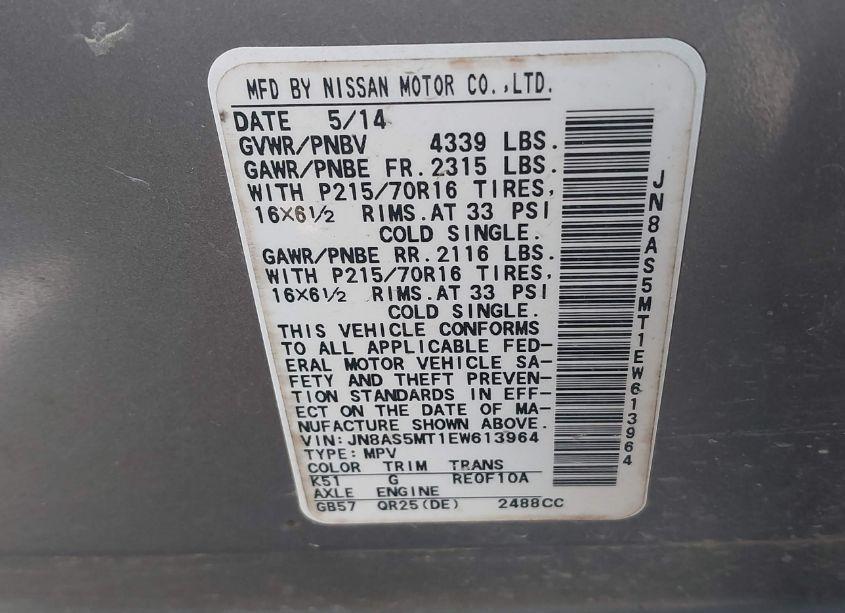 MFD BY NISSAN MOTOR CO.,LTD.
DATE 5/14
GVWR/PNBV 4339 LBS.
GAWR/PNBE FR.2315 LBS.
WITH P215/70R16 TIRES,
16×6½ RIMS.AT 33 PSI
COLD SINGLE.
GAWR/PNBE RR.2116 LBS.
WITH P215/70R16 TIRES,
16×6½ RIMS.AT 33 PSI
COLD SINGLE.
THIS VEHICLE CONFORMS
TO ALL APPLICABLE FED-
ERAL MOTOR VEHICLE SA-
FETY AND THEFT PREVEN-
TION STANDARDS IN EFF-
ECT ON THE DATE OF MA-
NUFACTURE SHOWN ABOVE.
VIN:JN8AS5MT1EW613964
TYPE:MPV
COLOR TRIM TRANS
K51 G RE0F10A
AXLE ENGINE
GB57 QR25(DE) 2488CC
JN8AS5MT1EW613964